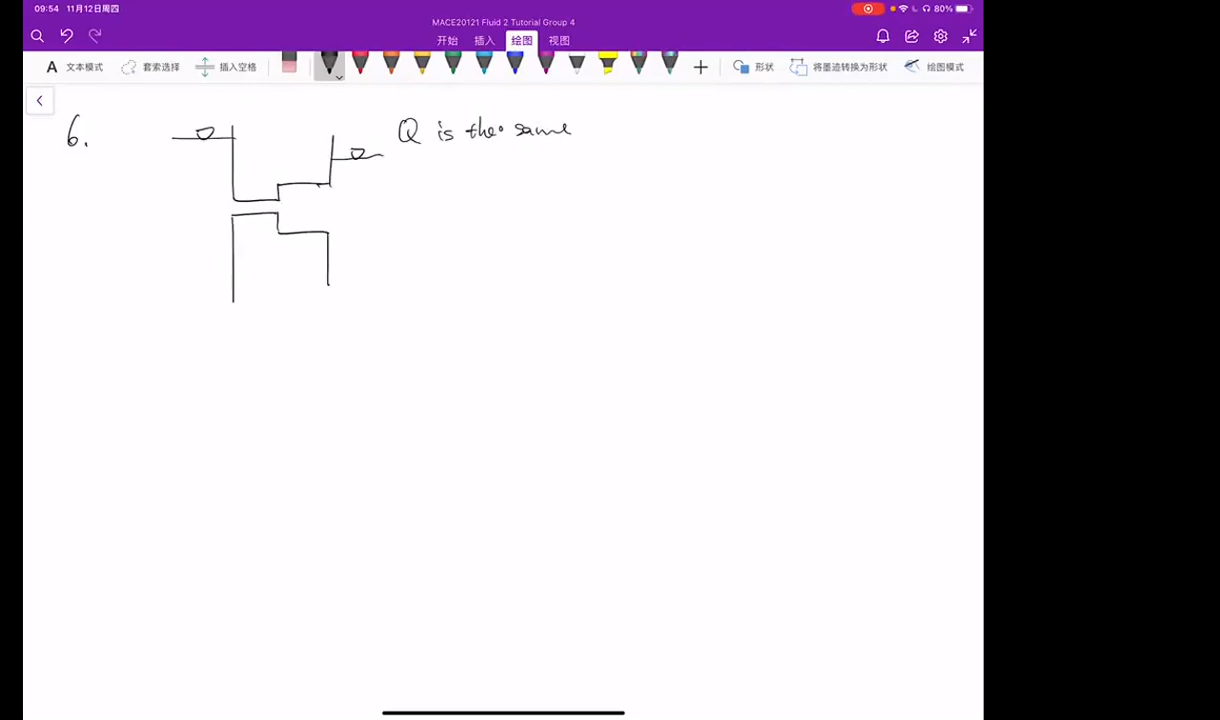 09:54 11月12日周四
80%
MACE20121 Fluid 2 Tutorial Group 4
开始 插入 绘图 视图
A 文本模式 套索选择 插入空格 形状 将墨迹转换为形状 绘图模式
6. Q is the same